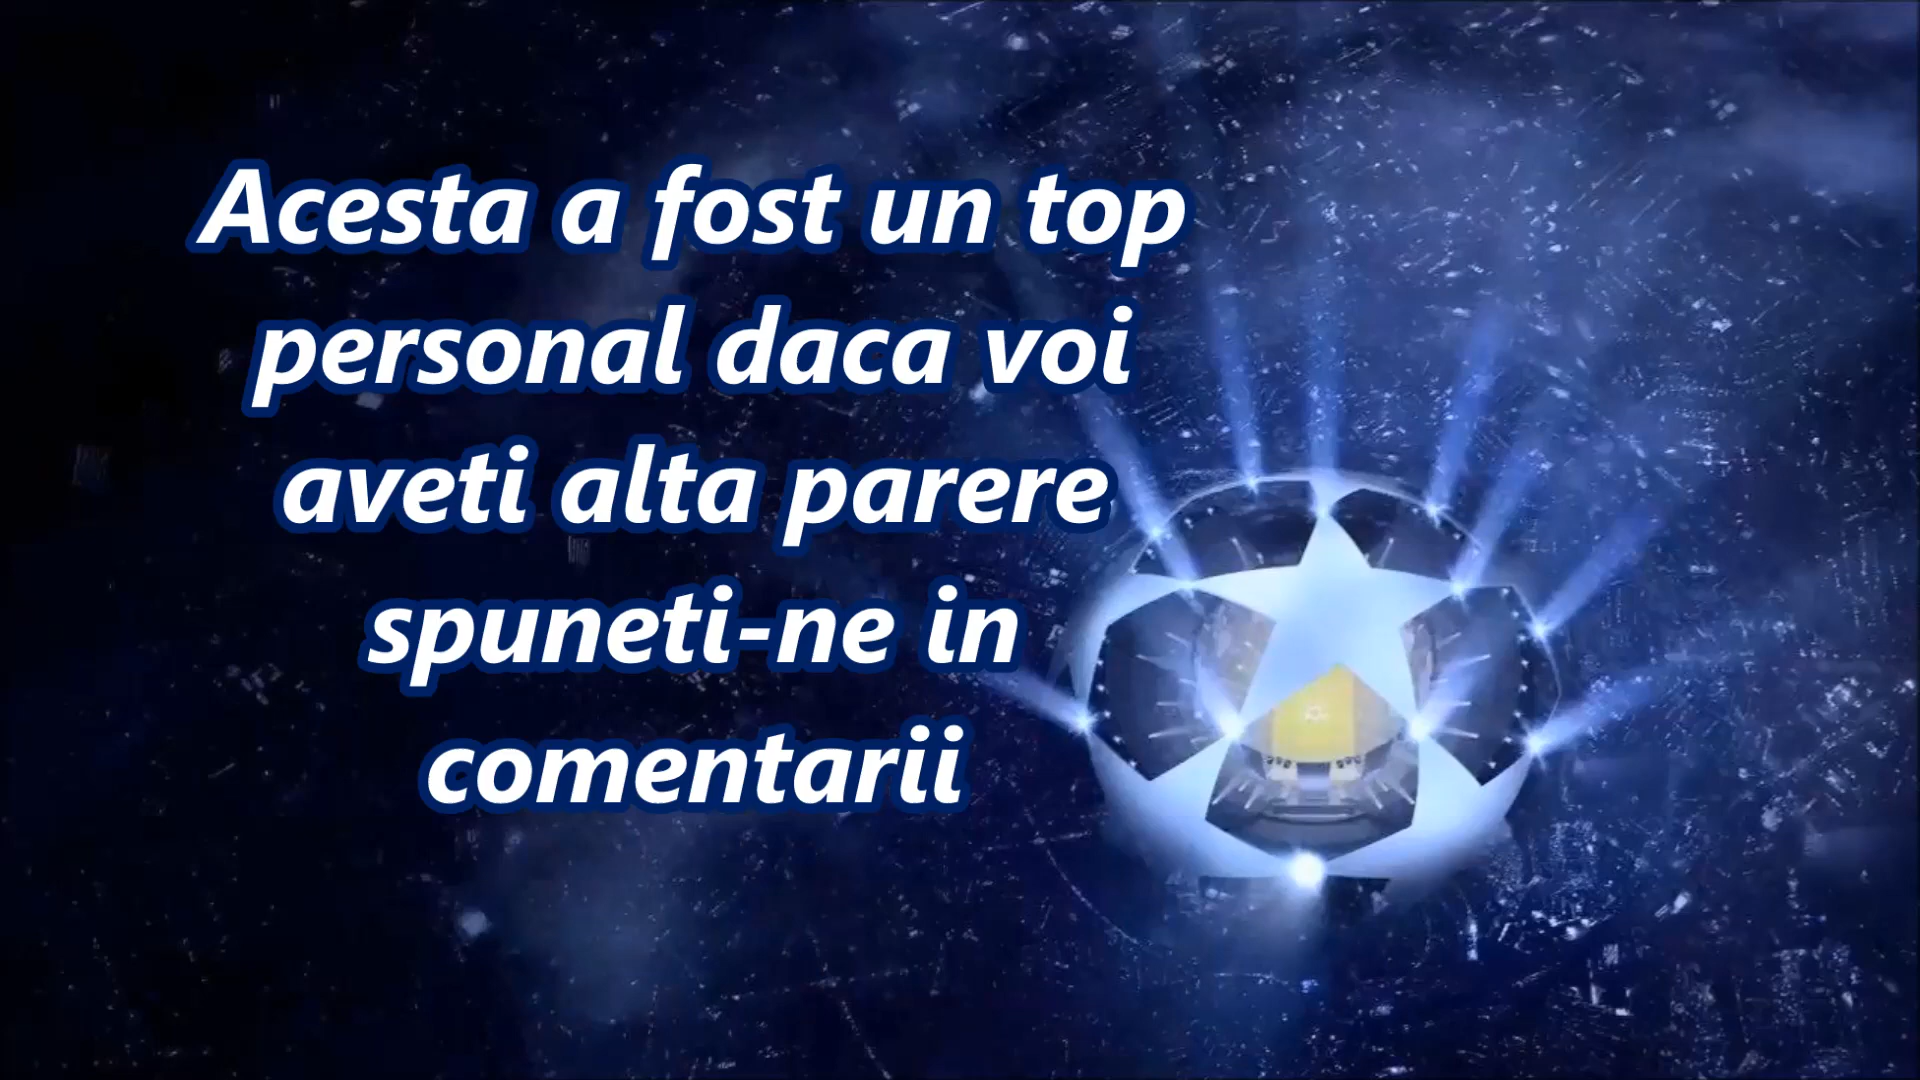 Acesta a fost un top
personal daca voi
aveti alta parere
spuneti-ne in
comentarii